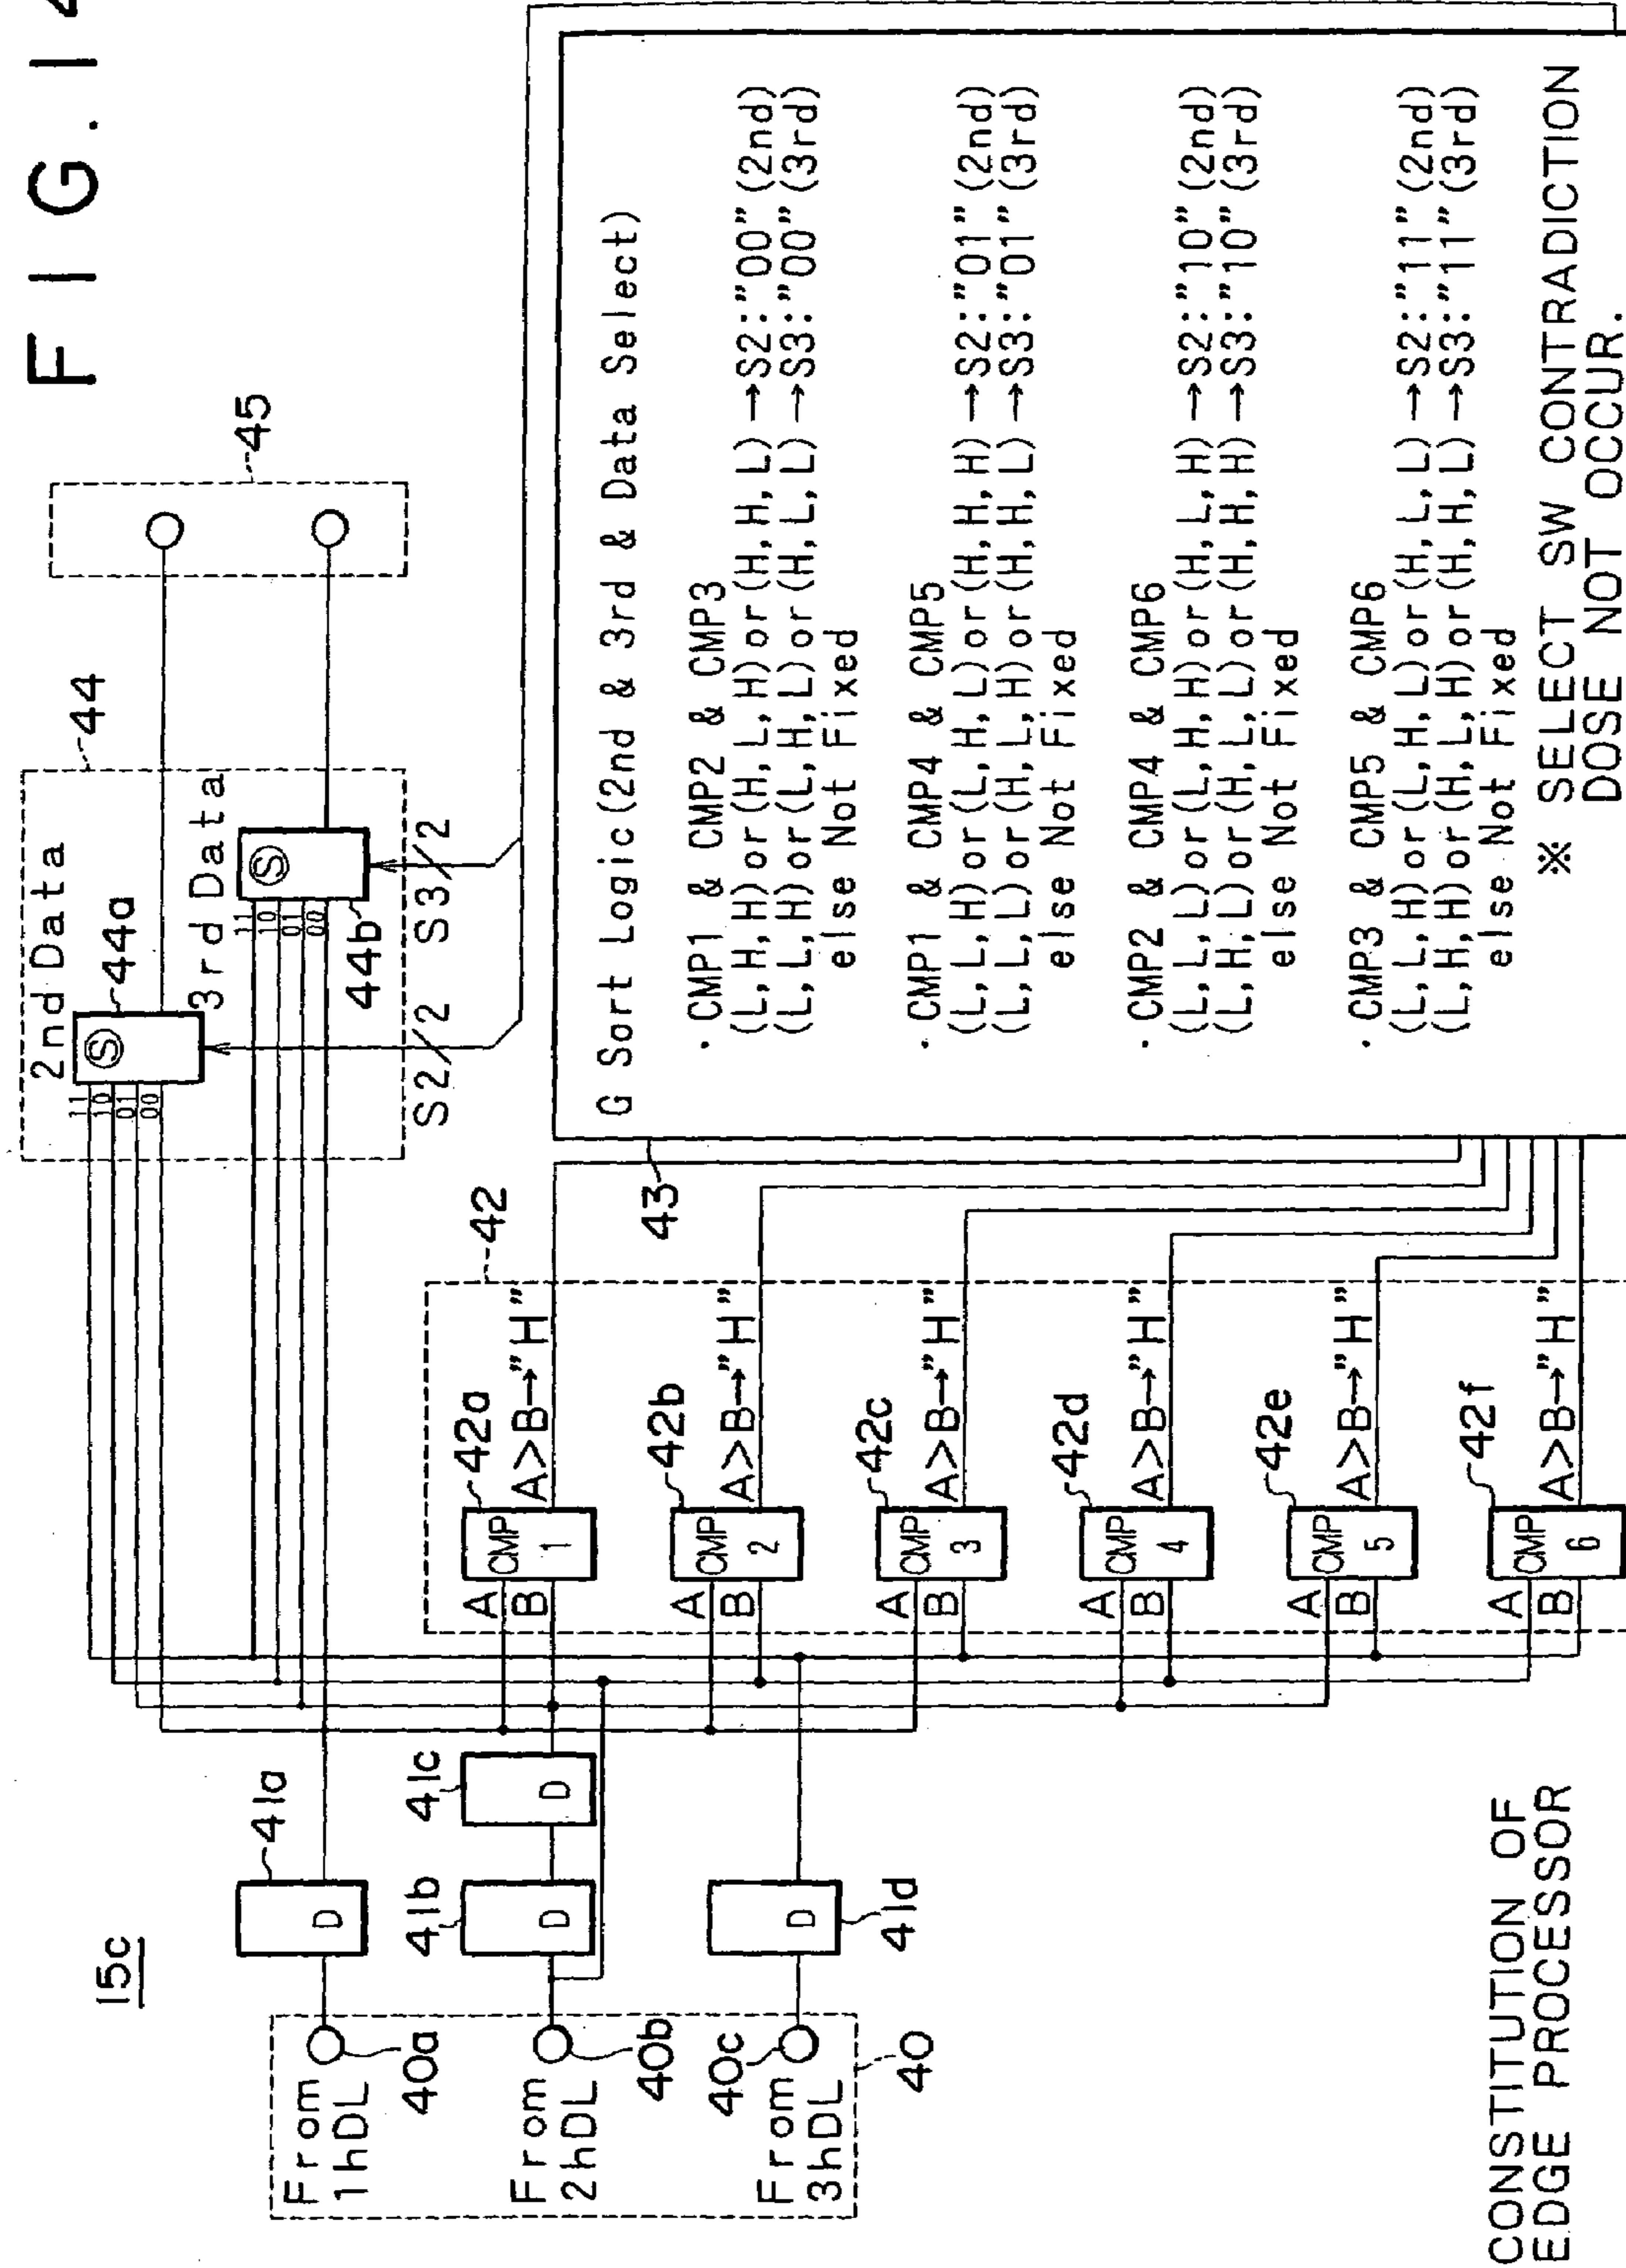 FIG.14
15c
From
1hDL
40a
From
2hDL
40b
From
3hDL
40c
40
D
41a
D
41b
D
41c
D
41d
42
A
B
CMP
1
42a
A>B→"H"
A
B
CMP
2
42b
A>B→"H"
A
B
CMP
3
42c
A>B→"H"
A
B
CMP
4
42d
A>B→"H"
A
B
CMP
5
42e
A>B→"H"
A
B
CMP
6
42f
A>B→"H"
44
2nd Data
11
10
01
00
S
44a
3rd Data
11
10
01
00
S
44b
S2/2
S3/2
45
43
G Sort Logic(2nd & 3rd & Data Select)
. CMP1 & CMP2 & CMP3
(L,H,H)or(H,L,H)or(H,H,L)→S2:"00"(2nd)
(L,L,H)or(L,H,L)or(H,L,L)→S3:"00"(3rd)
else Not Fixed
. CMP1 & CMP4 & CMP5
(L,L,H)or(L,H,L)or(H,H,H)→S2:"01"(2nd)
(L,L,L)or(H,L,H)or(H,H,L)→S3:"01"(3rd)
else Not Fixed
. CMP2 & CMP4 & CMP6
(L,L,L)or(L,H,H)or(H,L,H)→S2:"10"(2nd)
(L,H,L)or(H,L,L)or(H,H,H)→S3:"10"(3rd)
else Not Fixed
. CMP3 & CMP5 & CMP6
(L,L,H)or(L,H,L)or(H,L,L)→S2:"11"(2nd)
(L,H,H)or(H,L,H)or(H,H,L)→S3:"11"(3rd)
else Not Fixed
※ SELECT SW CONTRADICTION
DOSE NOT OCCUR.
CONSTITUTION OF
EDGE PROCESSOR